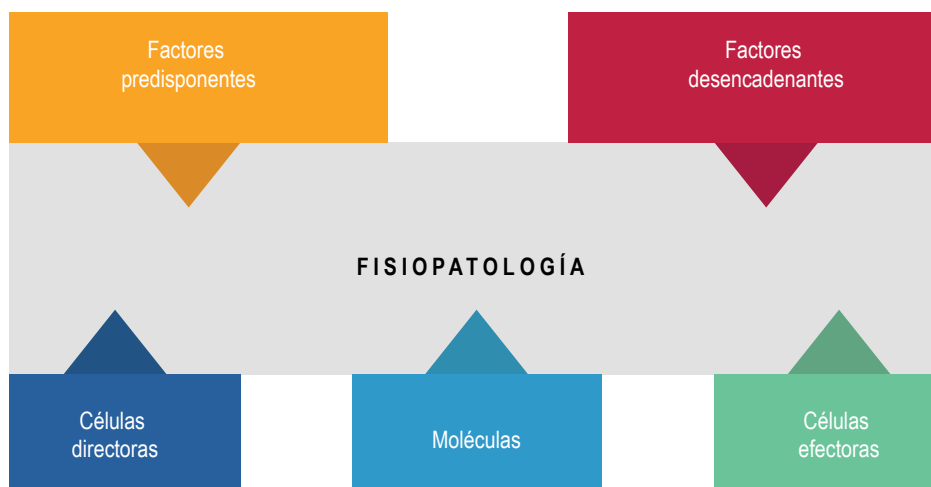 Factores
predisponentes
Factores
desencadenantes
FISIOPATOLOGÍA
Células
directoras
Moléculas
Células
efectoras